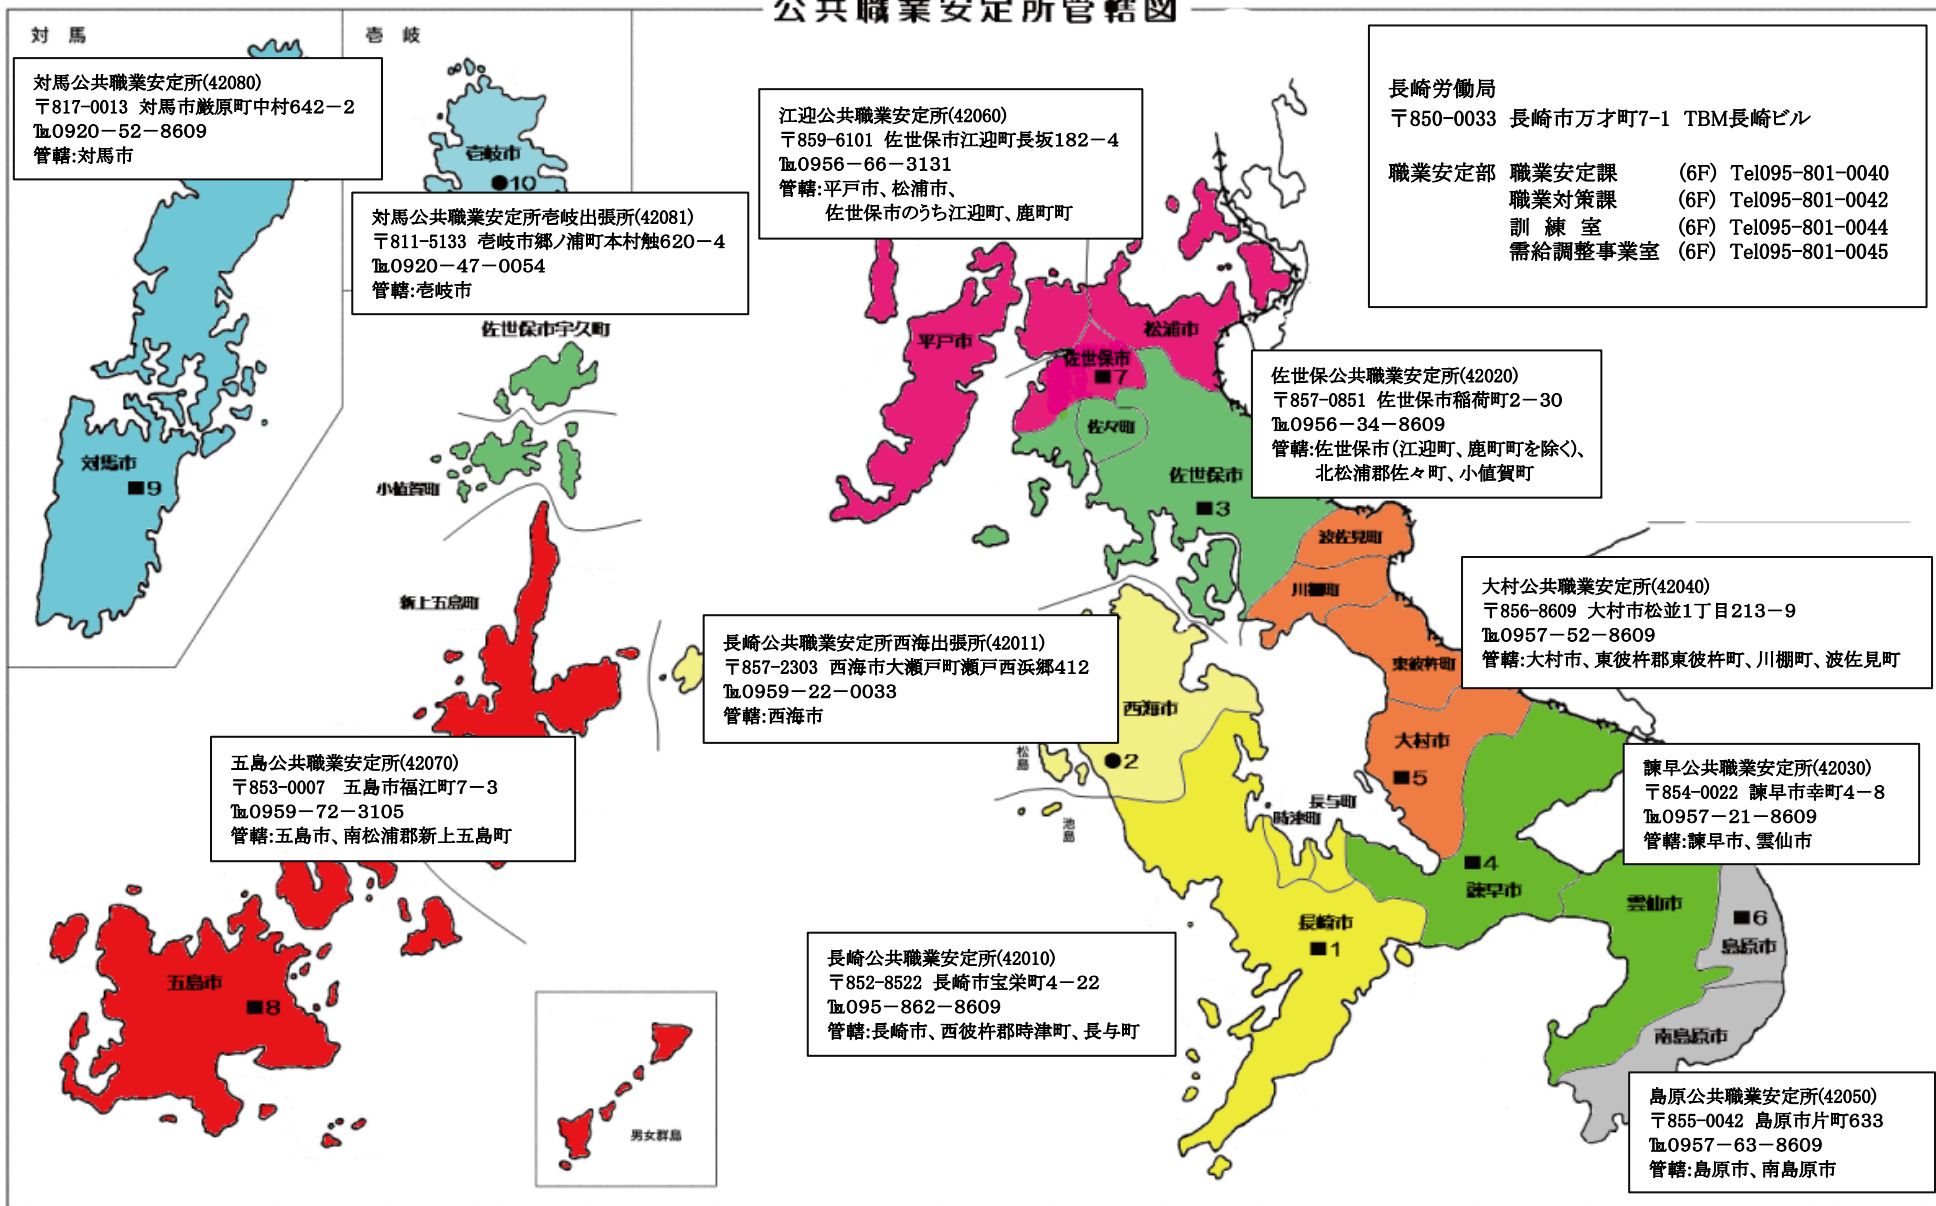 公共職業安定所管轄図
対 馬
壱 岐
対馬公共職業安定所(42080)
〒817-0013 対馬市厳原町中村642－2
℡0920－52－8609
管轄:対馬市
壱岐市
●10
対馬公共職業安定所壱岐出張所(42081)
〒811-5133 壱岐市郷ノ浦町本村触620－4
℡0920－47－0054
管轄:壱岐市
江迎公共職業安定所(42060)
〒859-6101 佐世保市江迎町長坂182－4
℡0956－66－3131
管轄:平戸市、松浦市、
佐世保市のうち江迎町、鹿町町
長崎労働局
〒850-0033 長崎市万才町7-1 TBM長崎ビル
職業安定部 職業安定課 (6F) Tel095-801-0040
職業対策課 (6F) Tel095-801-0042
訓 練 室 (6F) Tel095-801-0044
需給調整事業室 (6F) Tel095-801-0045
佐世保市宇久町
平戸市
松浦市
佐世保市
■7
佐々町
佐世保公共職業安定所(42020)
〒857-0851 佐世保市稲荷町2－30
℡0956－34－8609
管轄:佐世保市(江迎町、鹿町町を除く)、
北松浦郡佐々町、小値賀町
対馬市
■9
小値賀町
佐世保市
■3
波佐見町
川棚町
東彼杵町
大村公共職業安定所(42040)
〒856-8609 大村市松並1丁目213－9
℡0957－52－8609
管轄:大村市、東彼杵郡東彼杵町、川棚町、波佐見町
新上五島町
長崎公共職業安定所西海出張所(42011)
〒857-2303 西海市大瀬戸町瀬戸西浜郷412
℡0959－22－0033
管轄:西海市
西海市
●2
松島
池島
大村市
■5
長与町
時津町
五島公共職業安定所(42070)
〒853-0007 五島市福江町7－3
℡0959－72－3105
管轄:五島市、南松浦郡新上五島町
諫早公共職業安定所(42030)
〒854-0022 諫早市幸町4－8
℡0957－21－8609
管轄:諫早市、雲仙市
■4
諫早市
雲仙市
■6
島原市
長崎市
■1
長崎公共職業安定所(42010)
〒852-8522 長崎市宝栄町4－22
℡095－862－8609
管轄:長崎市、西彼杵郡時津町、長与町
五島市
■8
男女群島
南島原市
島原公共職業安定所(42050)
〒855-0042 島原市片町633
℡0957－63－8609
管轄:島原市、南島原市